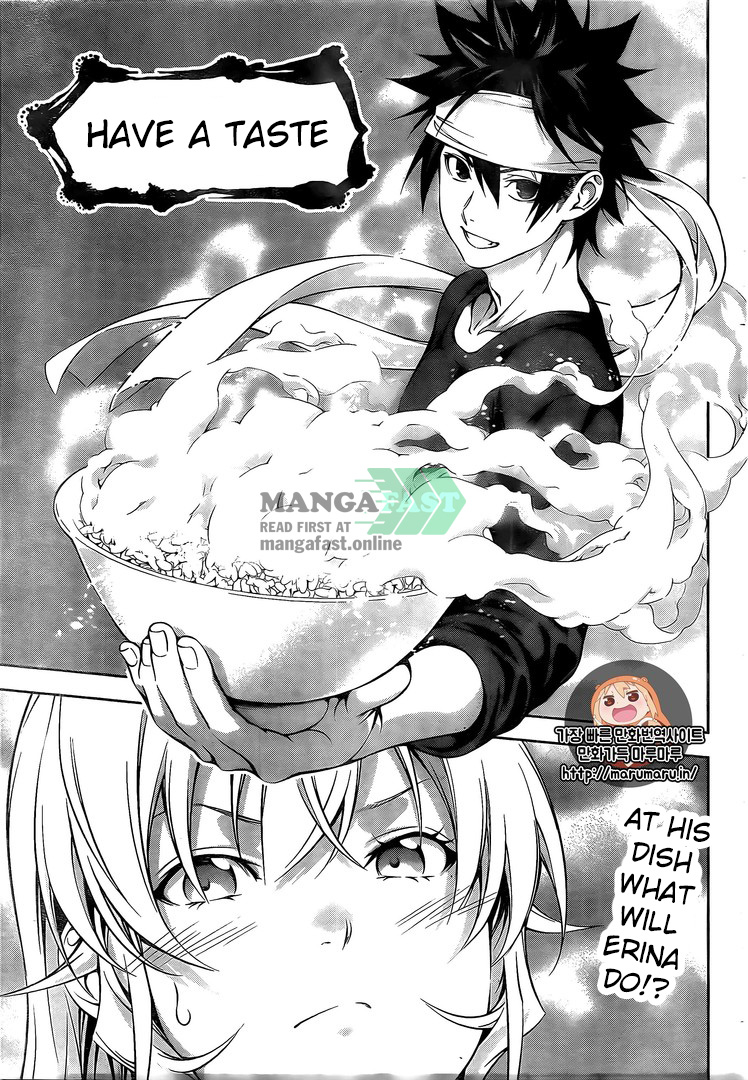 HAVE A TASTE
MANGAFAST
READ FIRST AT
mangafast.online
가장 빠른 만화번역사이트
만화가득 마루마루
http://marumaru.in/
AT HIS
DISH
WHAT
WILL
ERINA
DO!?